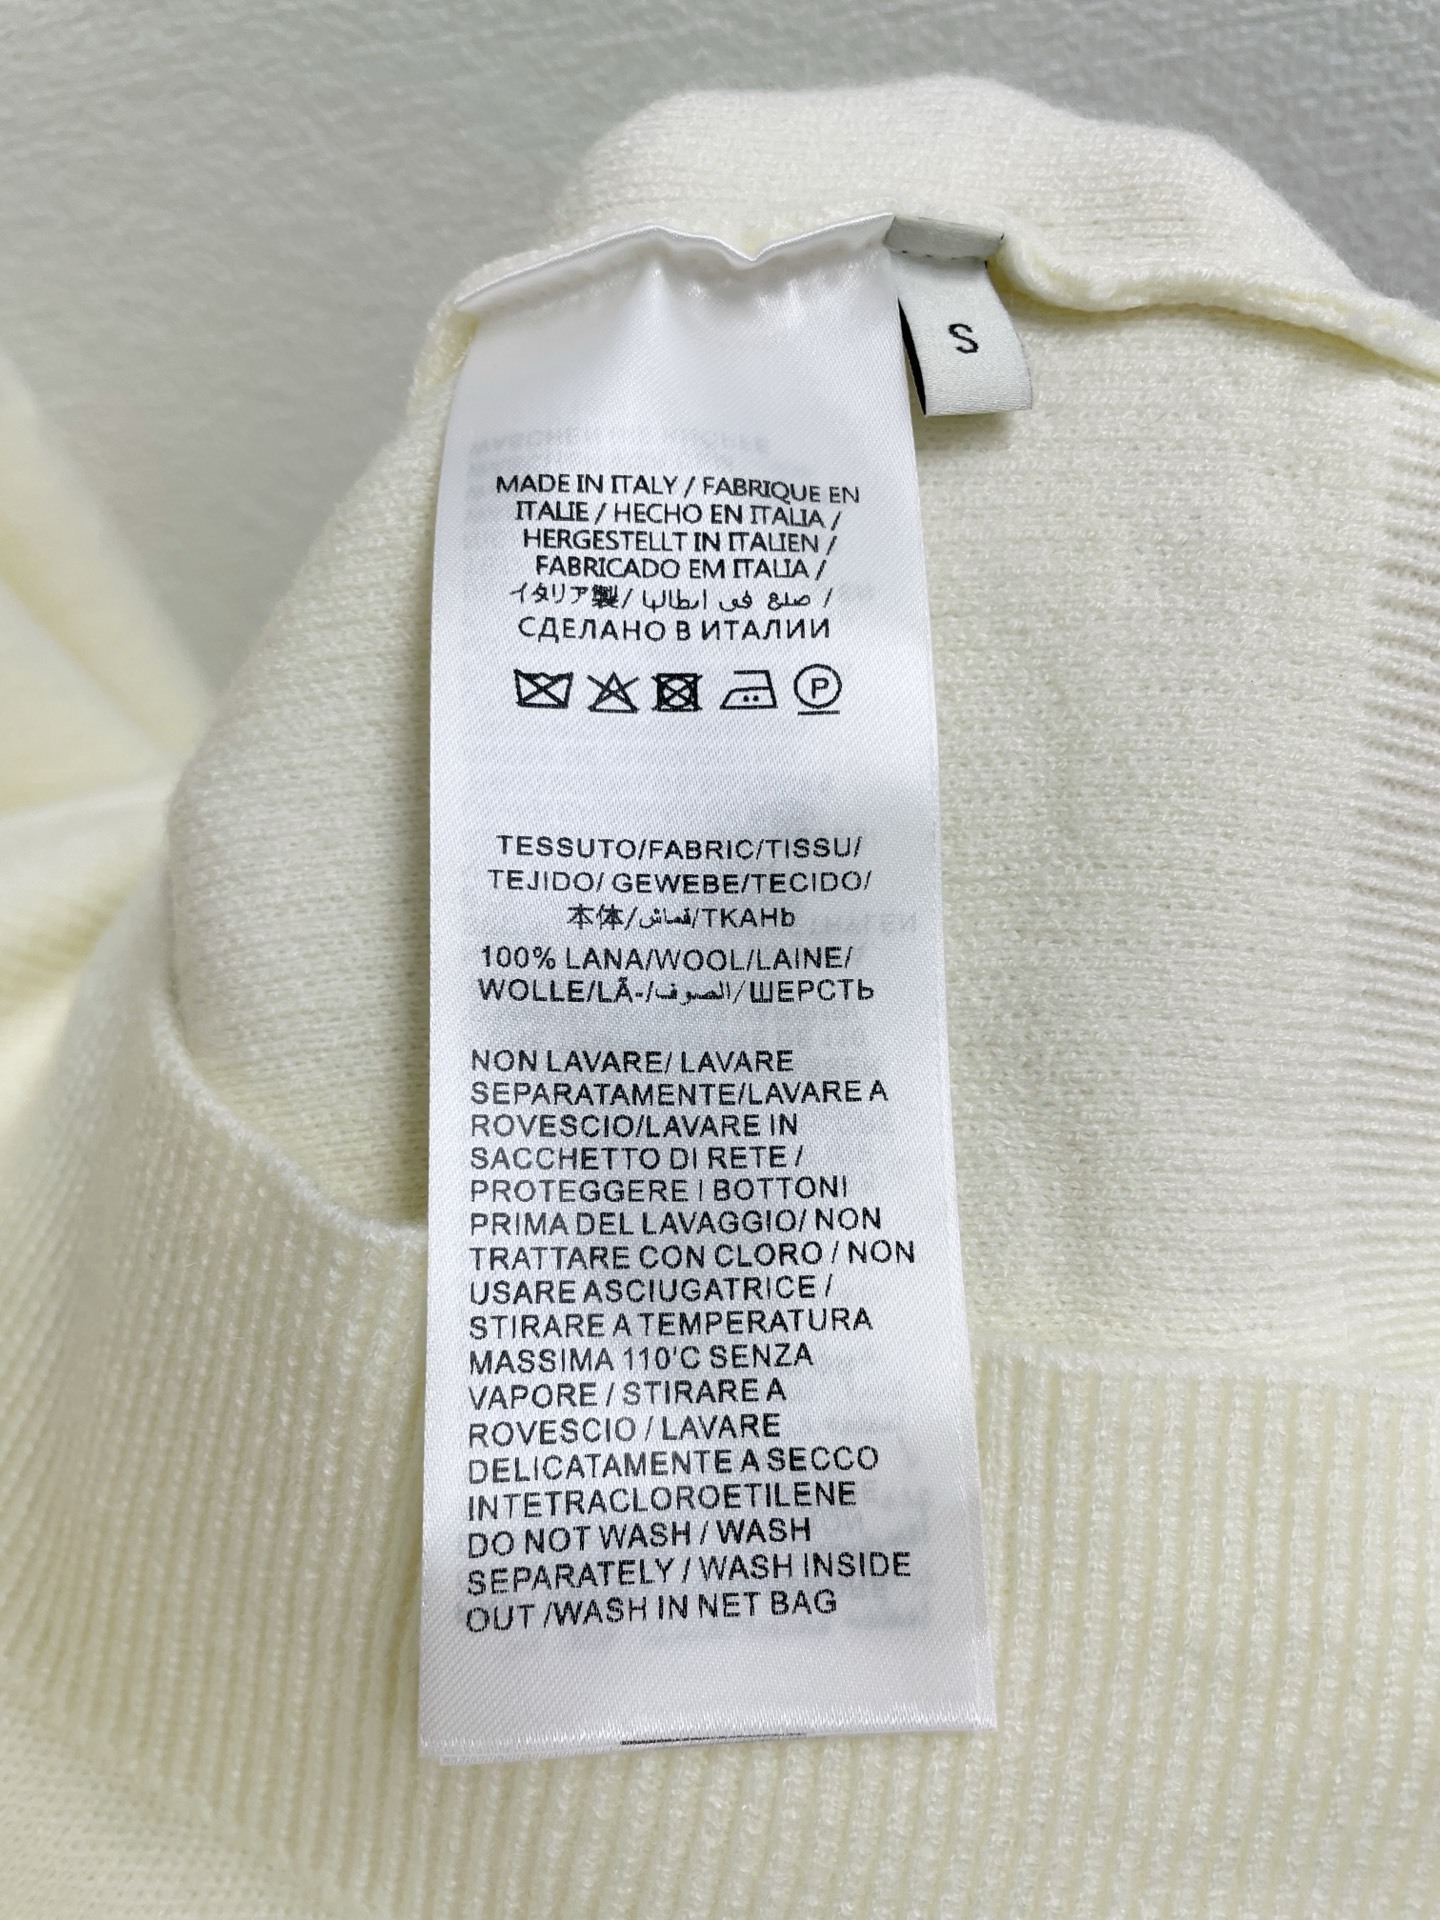 S
MADE IN ITALY / FABRIQUE EN
ITALIE / HECHO EN ITALIA /
HERGESTELLT IN ITALIEN /
FABRICADO EM ITALIA /
イタリア製/ صلع فى ابطالبا /
СДЕЛАНО В ИТАЛИИ
P
TESSUTO/FABRIC/TISSU/
TEJIDO/ GEWEBE/TECIDO/
本体/قماش/TKAHb
100% LANA/WOOL/LAINE/
WOLLE/LÃ-/الصوف/ШЕРСТЬ
NON LAVARE/ LAVARE
SEPARATAMENTE/LAVARE A
ROVESCIO/LAVARE IN
SACCHETTO DI RETE /
PROTEGGERE I BOTTONI
PRIMA DEL LAVAGGIO/ NON
TRATTARE CON CLORO / NON
USARE ASCIUGATRICE /
STIRARE A TEMPERATURA
MASSIMA 110'C SENZA
VAPORE / STIRARE A
ROVESCIO / LAVARE
DELICATAMENTE A SECCO
INTETRACLOROETILENE
DO NOT WASH / WASH
SEPARATELY / WASH INSIDE
OUT /WASH IN NET BAG